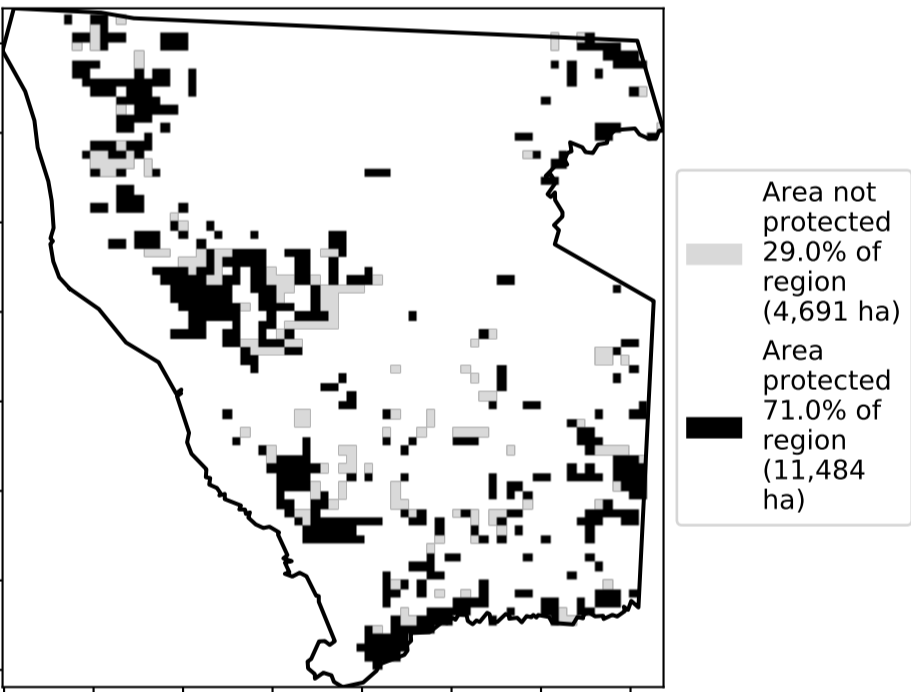 Area not
protected
29.0% of
region
(4,691 ha)
Area
protected
71.0% of
region
(11,484
ha)